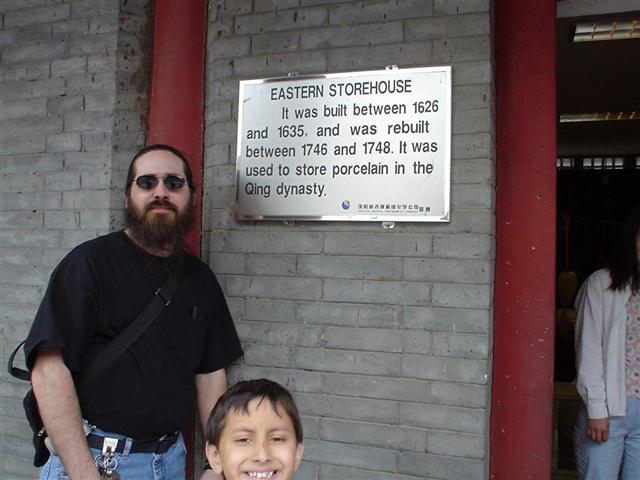 EASTERN STOREHOUSE
It was built between 1626
and 1635, and was rebuilt
between 1746 and 1748. It was
used to store porcelain in the
Qing dynasty.